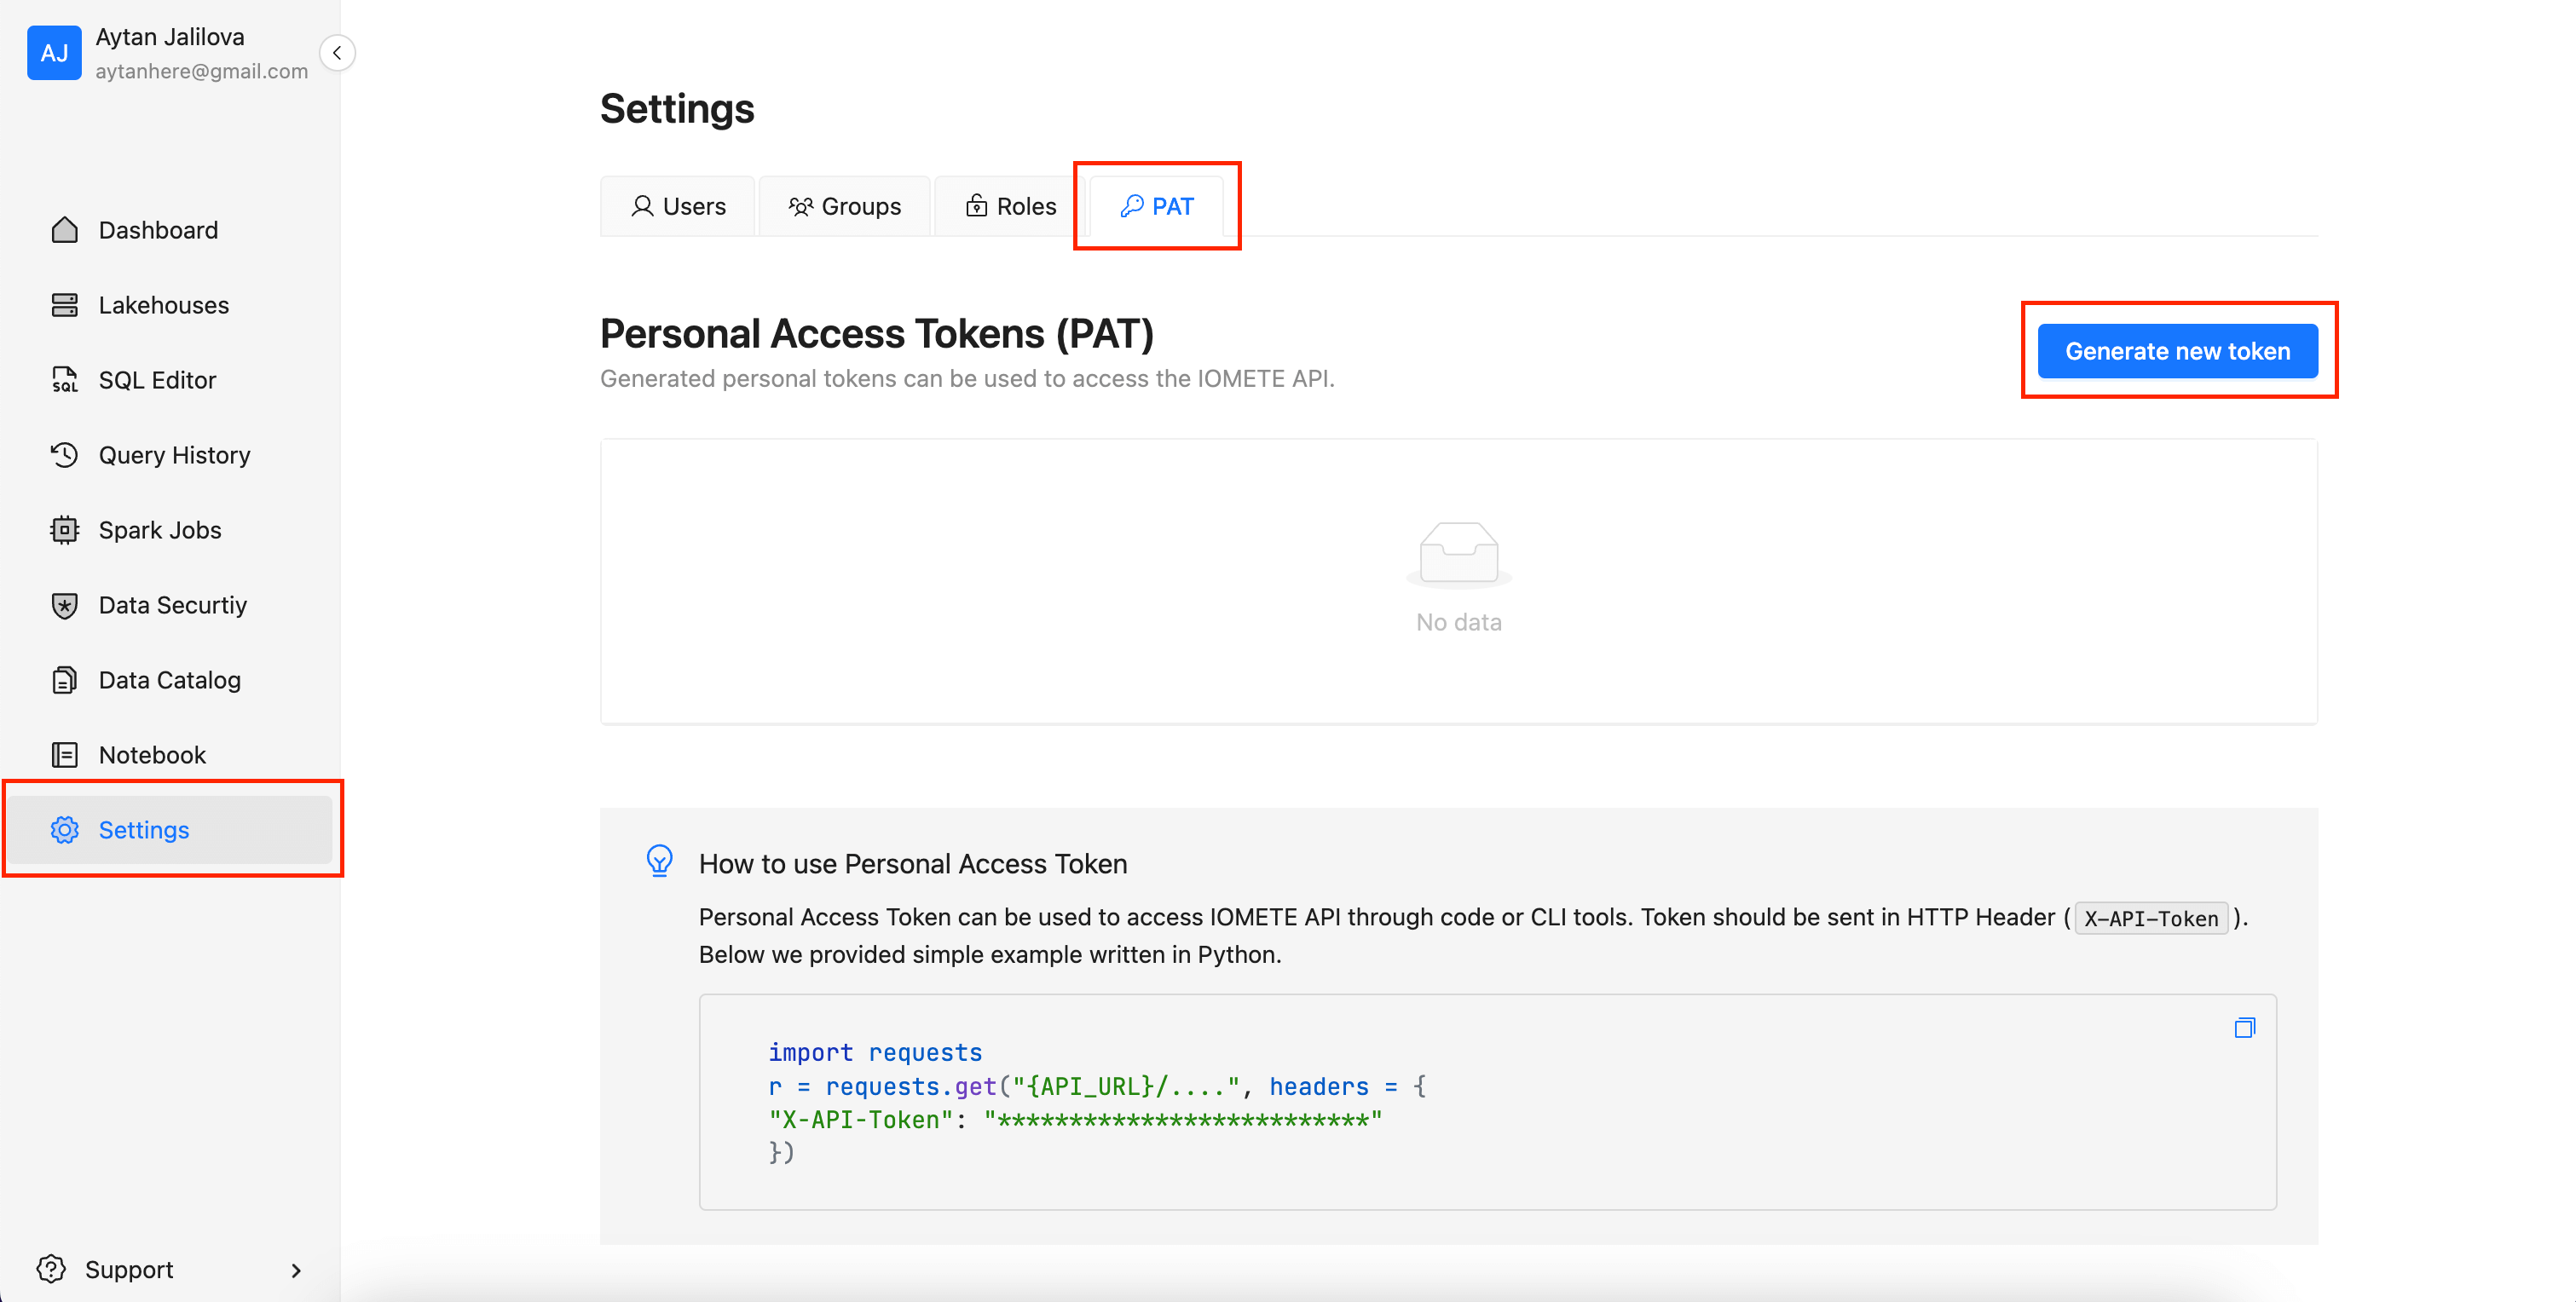 AJ
Aytan Jalilova
aytanhere@gmail.com
Dashboard
Lakehouses
SQL
SQL Editor
Query History
Spark Jobs
Data Securtiy
Data Catalog
Notebook
Settings
Support
Settings
Users
Groups
Roles
PAT
Personal Access Tokens (PAT)
Generated personal tokens can be used to access the IOMETE API.
Generate new token
No data
How to use Personal Access Token
Personal Access Token can be used to access IOMETE API through code or CLI tools. Token should be sent in HTTP Header ( X-API-Token ).
Below we provided simple example written in Python.
import requests
r = requests.get("{API_URL}/....", headers = {
"X-API-Token": "**************************"
})